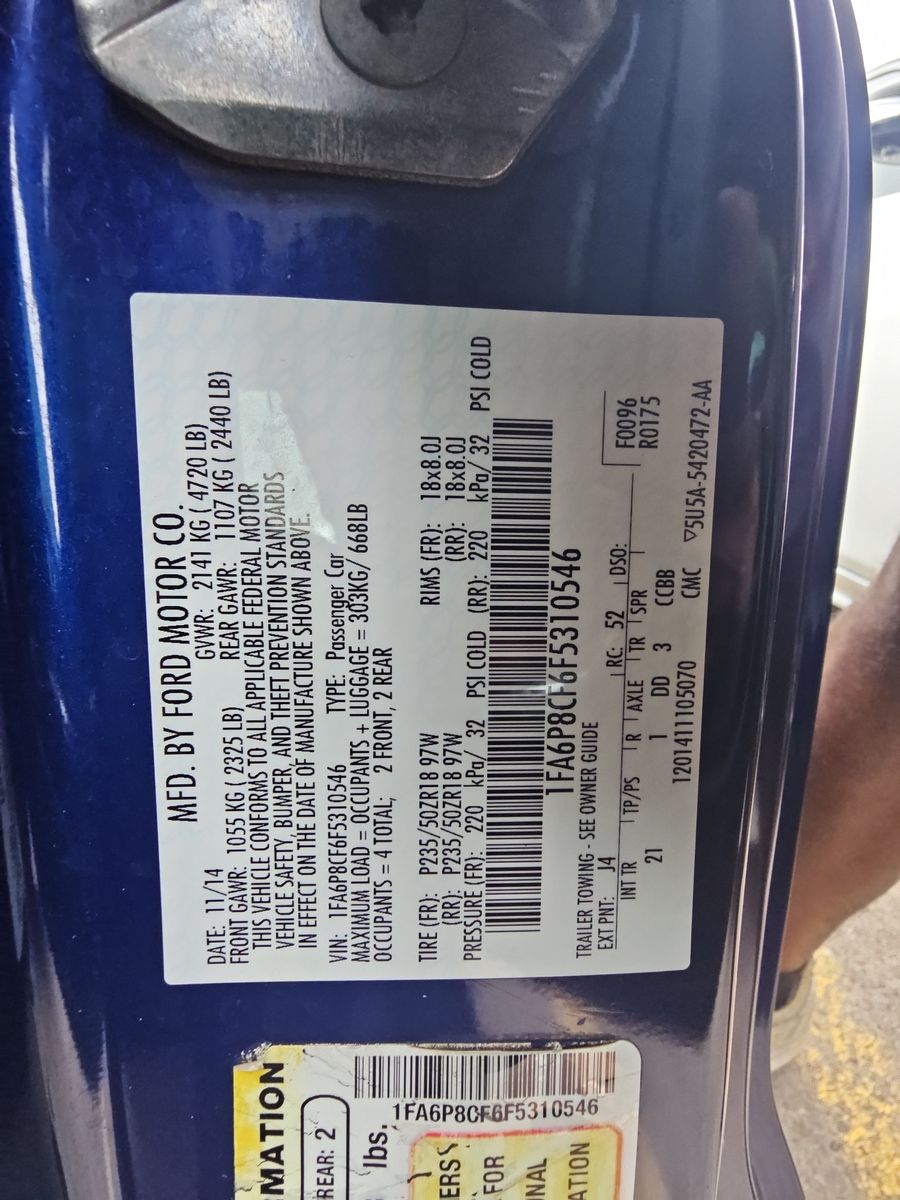 MFD. BY FORD MOTOR CO.
DATE: 11/14 GVWR: 2141 KG ( 4720 LB)
FRONT GAWR: 1055 KG ( 2325 LB) REAR GAWR: 1107 KG ( 2440 LB)
THIS VEHICLE CONFORMS TO ALL APPLICABLE FEDERAL MOTOR
VEHICLE SAFETY, BUMPER, AND THEFT PREVENTION STANDARDS
IN EFFECT ON THE DATE OF MANUFACTURE SHOWN ABOVE.
VIN: 1FA6P8CF6F5310546 TYPE: Passenger Car
MAXIMUM LOAD = OCCUPANTS + LUGGAGE = 303KG/ 668LB
OCCUPANTS = 4 TOTAL; 2 FRONT, 2 REAR
TIRE (FR): P235/50ZR18 97W RIMS (FR): 18x8.0J
(RR): P235/50ZR18 97W (RR): 18x8.0J
PRESSURE (FR): 220 kPa/ 32 PSI COLD (RR): 220 kPa/ 32 PSI COLD
1FA6P8CF6F5310546
TRAILER TOWING - SEE OWNER GUIDE
F0096
EXT PNT: J4 RC: 52 DSO: R0175
INT TR TP/PS R AXLE TR SPR
21 1 DD 3 CCBB
1201411105070 CMC ▽5U5A-5420472-AA
MATION
REAR: 2
lbs.
1FA6P8CF6F5310546
ERS
FOR
NAL
ATION